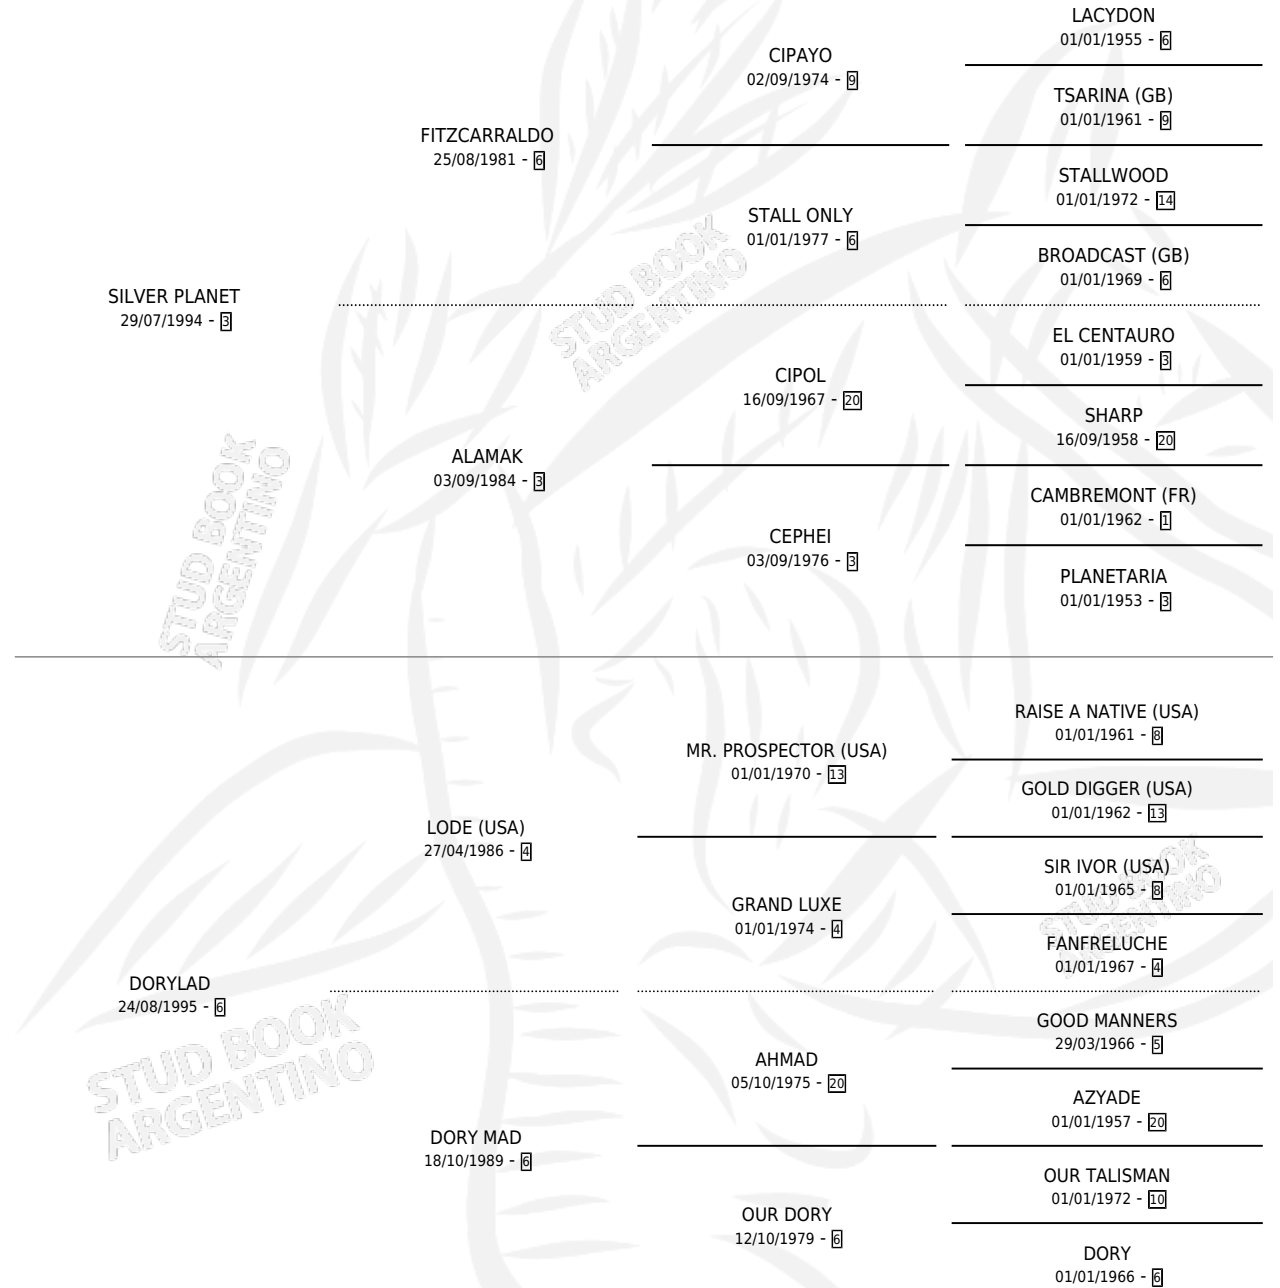 LACYDON
01/01/1955 - 6
CIPAYO
02/09/1974 - 9
TSARINA (GB)
01/01/1961 - 9
FITZCARRALDO
25/08/1981 - 6
STALLWOOD
01/01/1972 - 14
STALL ONLY
01/01/1977 - 6
BROADCAST (GB)
01/01/1969 - 6
STUD BOOK
ARGENTINO
SILVER PLANET
29/07/1994 - 3
EL CENTAURO
01/01/1959 - 3
CIPOL
16/09/1967 - 20
SHARP
16/09/1958 - 20
ALAMAK
03/09/1984 - 3
CAMBREMONT (FR)
01/01/1962 - 1
CEPHEI
03/09/1976 - 3
PLANETARIA
01/01/1953 - 3
STUD BOOK
ARGENTINO
RAISE A NATIVE (USA)
01/01/1961 - 8
MR. PROSPECTOR (USA)
01/01/1970 - 13
GOLD DIGGER (USA)
01/01/1962 - 13
LODE (USA)
27/04/1986 - 4
SIR IVOR (USA)
01/01/1965 - 8
GRAND LUXE
01/01/1974 - 4
FANFRELUCHE
01/01/1967 - 4
STUD BOOK
ARGENTINO
DORYLAD
24/08/1995 - 6
GOOD MANNERS
29/03/1966 - 5
AHMAD
05/10/1975 - 20
AZYADE
01/01/1957 - 20
STUD BOOK
ARGENTINO
DORY MAD
18/10/1989 - 6
OUR TALISMAN
01/01/1972 - 10
OUR DORY
12/10/1979 - 6
DORY
01/01/1966 - 6